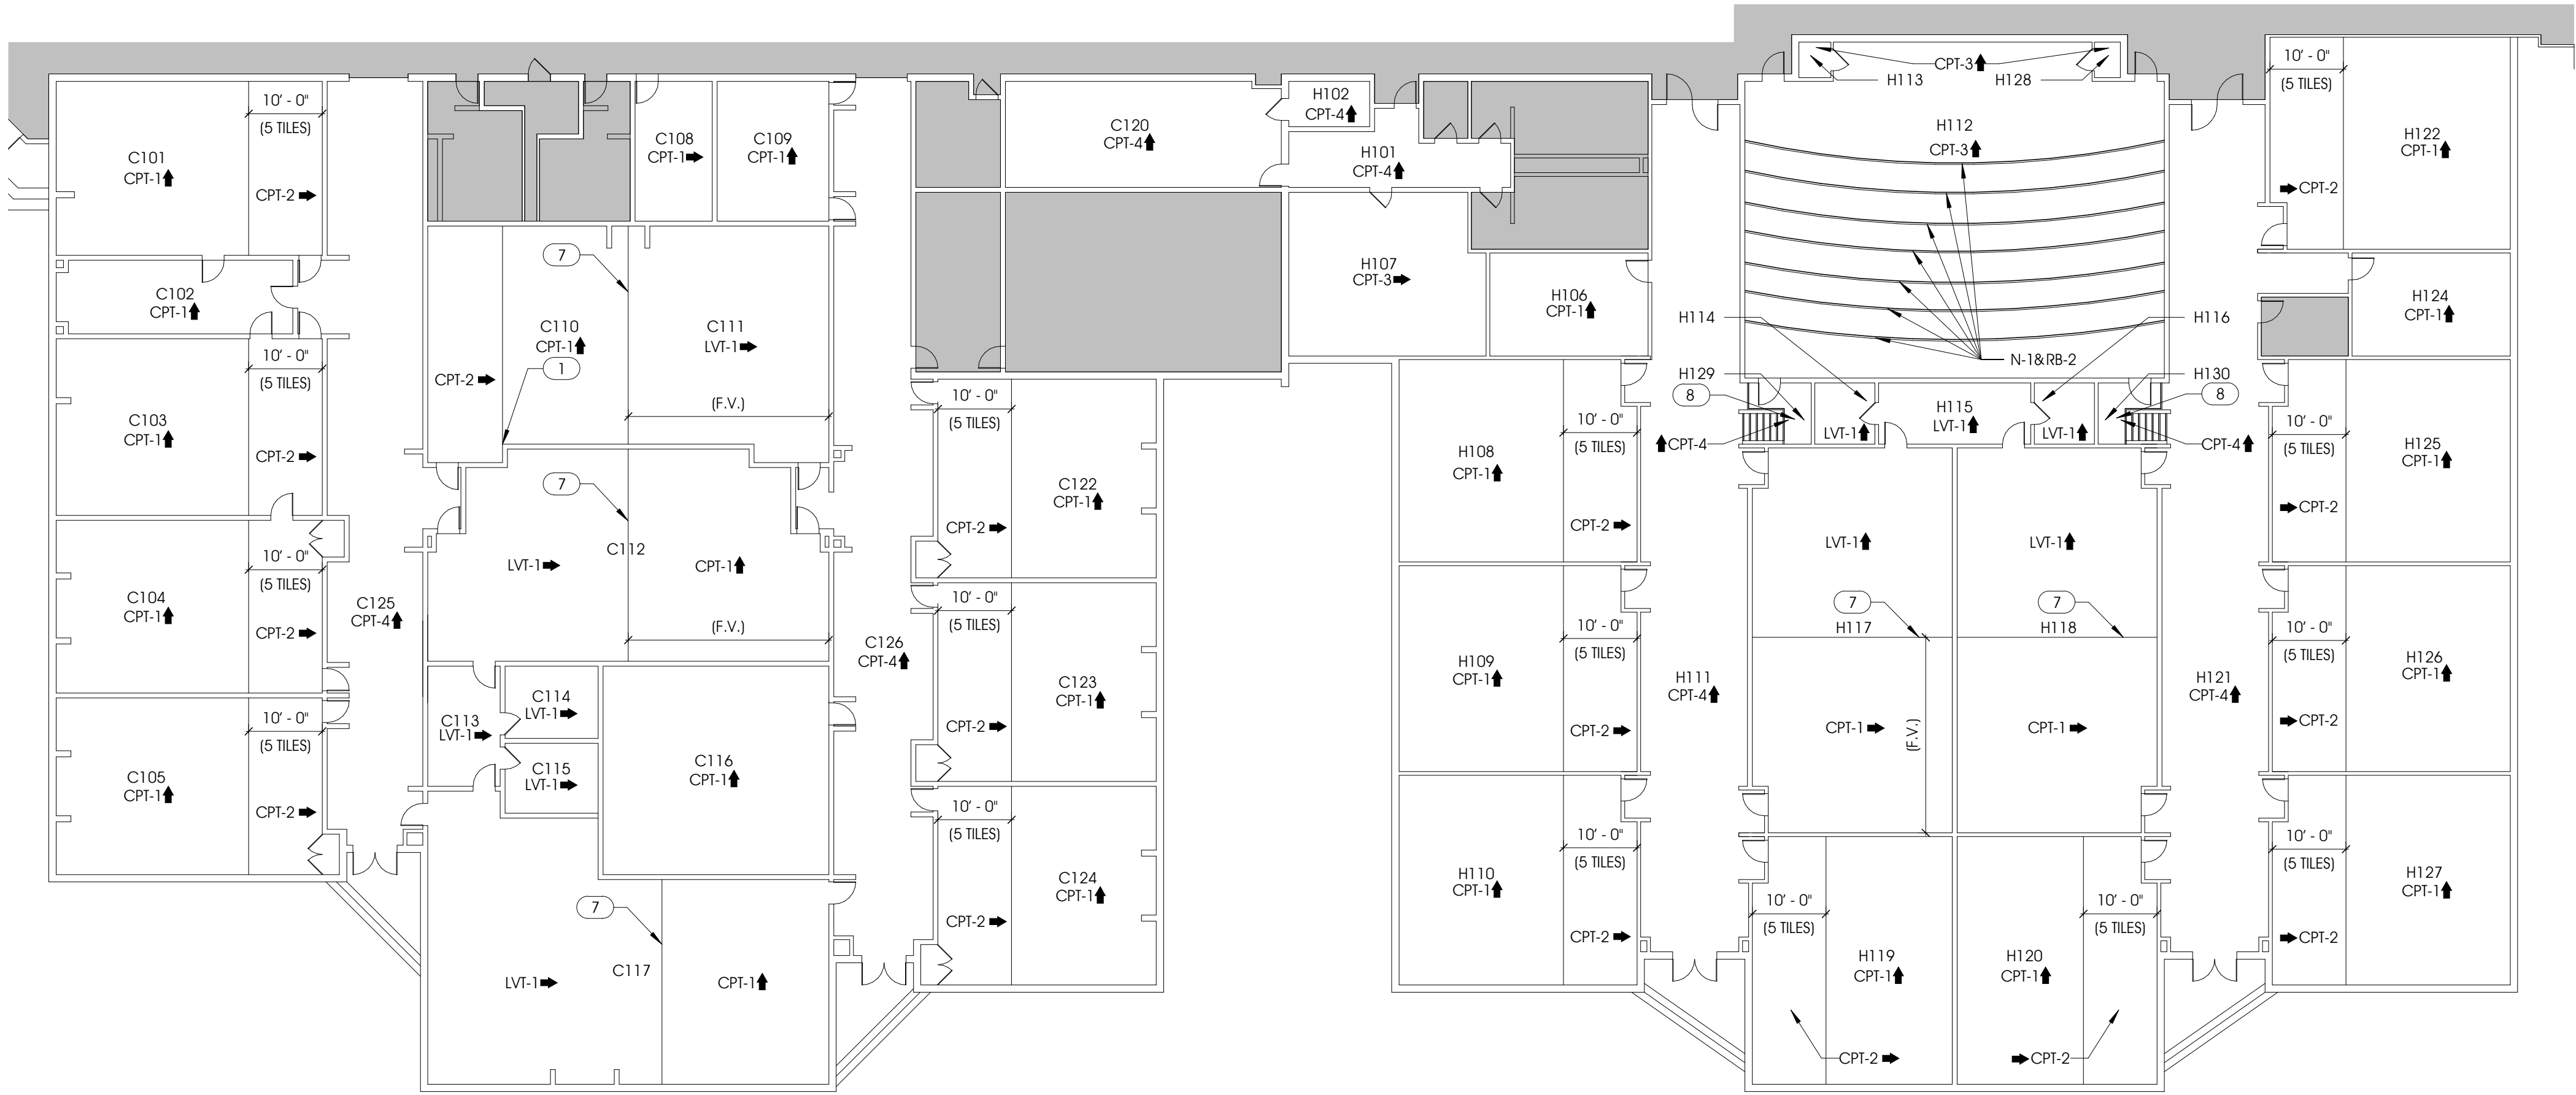 C101
CPT-1
10' - 0"
(5 TILES)
CPT-2
C102
CPT-1
C103
CPT-1
10' - 0"
(5 TILES)
CPT-2
C104
CPT-1
10' - 0"
(5 TILES)
CPT-2
C105
CPT-1
10' - 0"
(5 TILES)
CPT-2
C125
CPT-4
C108
CPT-1
C109
CPT-1
7
C110
CPT-1
1
CPT-2
C111
LVT-1
(F.V.)
7
C112
LVT-1
CPT-1
(F.V.)
C113
LVT-1
C114
LVT-1
C115
LVT-1
C116
CPT-1
7
C117
LVT-1
CPT-1
C126
CPT-4
C120
CPT-4
10' - 0"
(5 TILES)
C122
CPT-1
CPT-2
10' - 0"
(5 TILES)
C123
CPT-1
CPT-2
10' - 0"
(5 TILES)
C124
CPT-1
CPT-2
H102
CPT-4
H101
CPT-4
H107
CPT-3
H106
CPT-1
H108
CPT-1
10' - 0"
(5 TILES)
CPT-2
H109
CPT-1
10' - 0"
(5 TILES)
CPT-2
H110
CPT-1
10' - 0"
(5 TILES)
CPT-2
H111
CPT-4
CPT-3
H113
H128
H112
CPT-3
N-1&RB-2
H114
H116
H129
H130
8
8
CPT-4
LVT-1
H115
LVT-1
LVT-1
CPT-4
LVT-1
LVT-1
7
7
H117
H118
CPT-1
(F.V.)
CPT-1
10' - 0"
(5 TILES)
H119
CPT-1
CPT-2
10' - 0"
(5 TILES)
H120
CPT-1
CPT-2
H121
CPT-4
10' - 0"
(5 TILES)
H122
CPT-1
CPT-2
H124
CPT-1
10' - 0"
(5 TILES)
H125
CPT-1
CPT-2
10' - 0"
(5 TILES)
H126
CPT-1
CPT-2
10' - 0"
(5 TILES)
H127
CPT-1
CPT-2